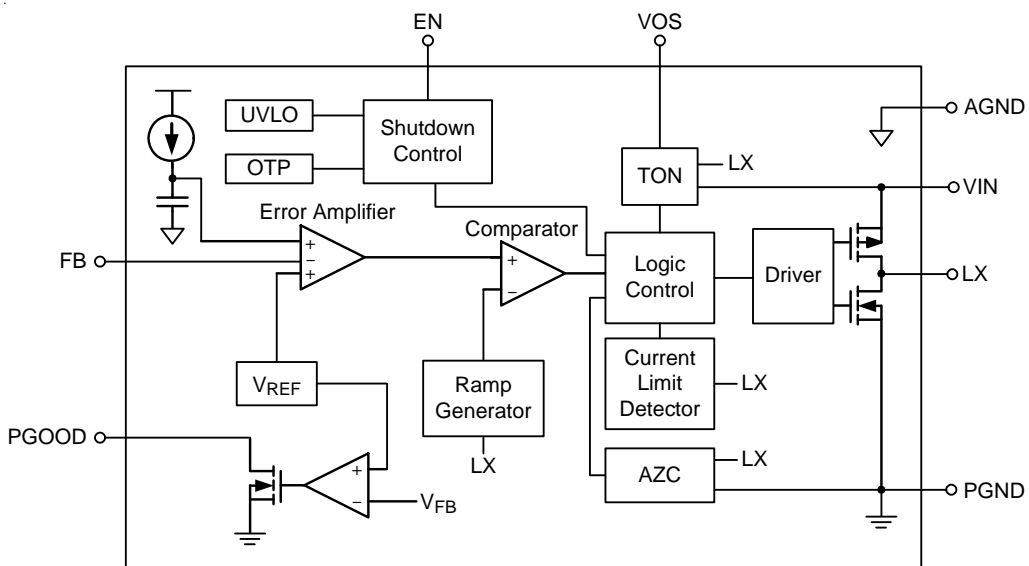 EN
VOS
UVLO
Shutdown
Control
AGND
OTP
TON
LX
VIN
Error Amplifier
Comparator
+
−
+
FB
+
−
Logic
Control
Driver
LX
VREF
Ramp
Generator
Current
Limit
Detector
LX
PGOOD
LX
AZC
LX
+
−
VFB
PGND